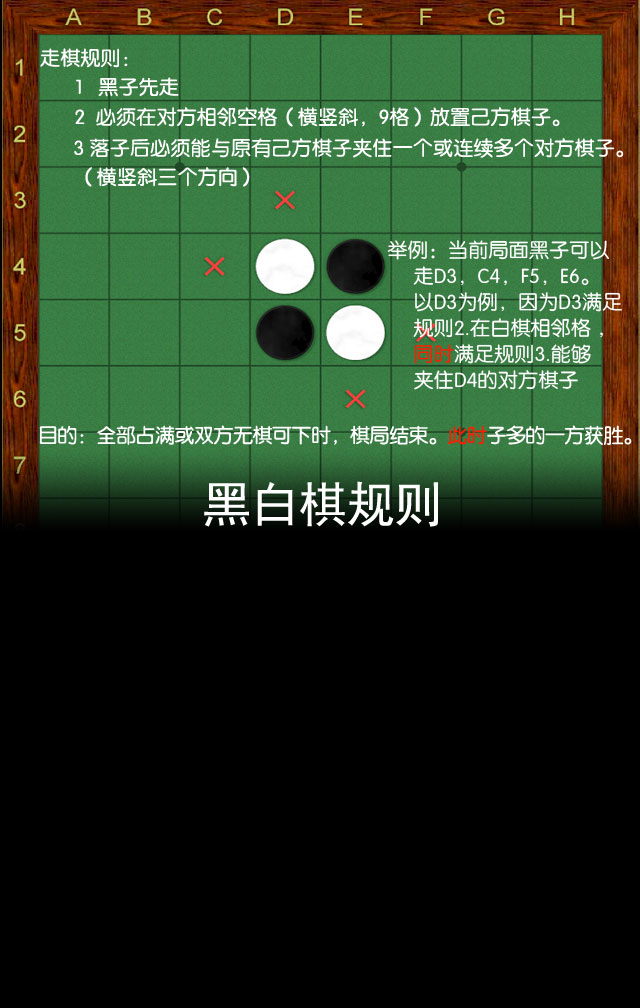 A B C D E F G H
1
走棋规则：
1 黑子先走
2
2 必须在对方相邻空格（横竖斜，9格）放置己方棋子。
3 落子后必须能与原有己方棋子夹住一个或连续多个对方棋子。
（横竖斜三个方向）
3
4
举例：当前局面黑子可以
走D3，C4，F5，E6。
以D3为例，因为D3满足
5
规则2.在白棋相邻格，
同时满足规则3.能够
夹住D4的对方棋子
6
目的：全部占满或双方无棋可下时，棋局结束。此时子多的一方获胜。
7
黑白棋规则